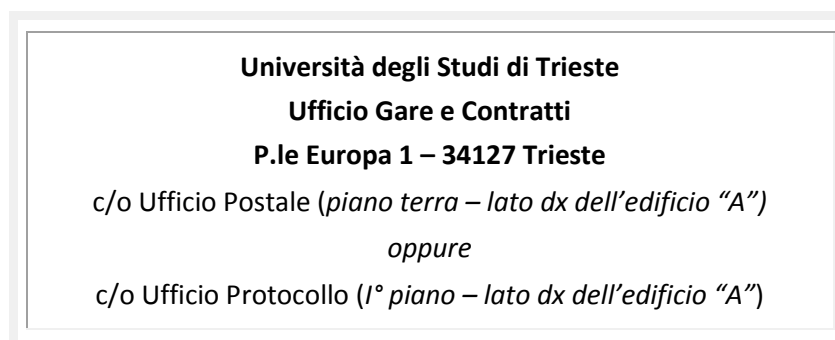 Università degli Studi di Trieste
Ufficio Gare e Contratti
P.le Europa 1 – 34127 Trieste
c/o Ufficio Postale (piano terra – lato dx dell’edificio “A”)
oppure
c/o Ufficio Protocollo (I° piano – lato dx dell’edificio “A”)